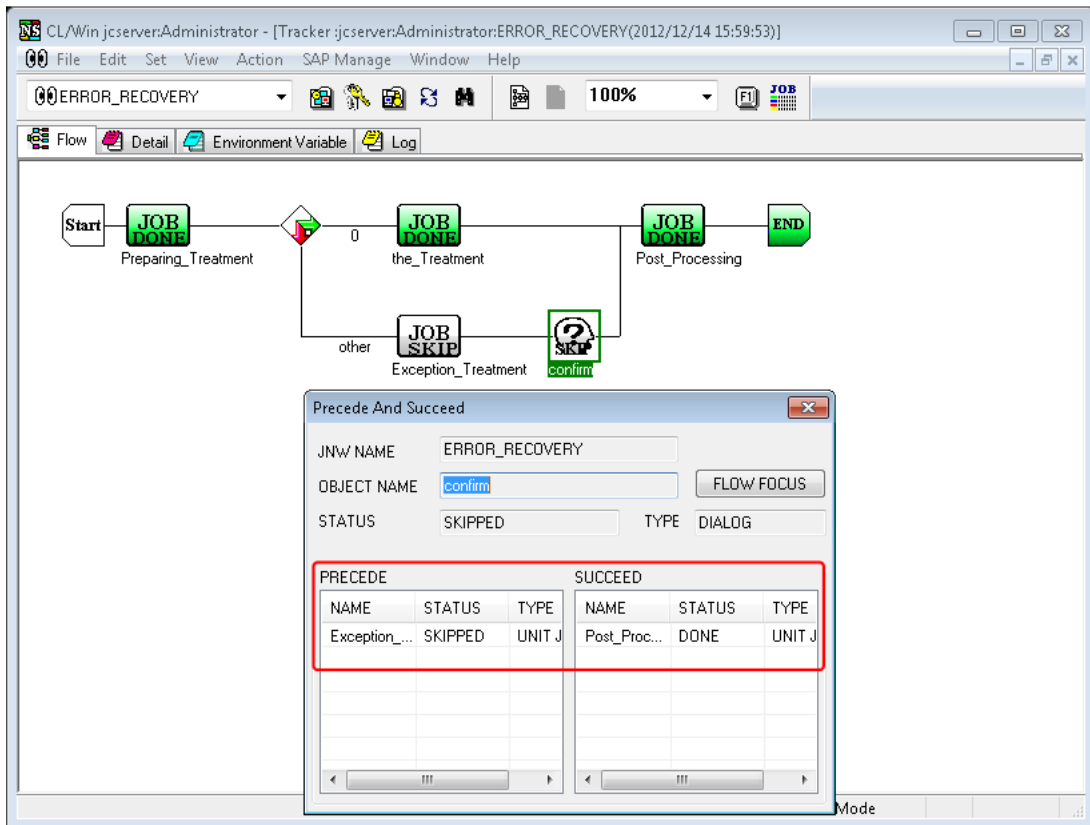 CL/Win jcserver:Administrator - [Tracker :jcserver:Administrator:ERROR_RECOVERY(2012/12/14 15:59:53)]
File Edit Set View Action SAP Manage Window Help
ERROR_RECOVERY 100% F1 JOB
Flow Detail Environment Variable Log
Start JOB DONE 0 JOB DONE JOB DONE END
Preparing_Treatment the_Treatment Post_Processing
other JOB SKIP ? SKIP
Exception_Treatment confirm
Precede And Succeed
JNW NAME ERROR_RECOVERY
OBJECT NAME confirm FLOW FOCUS
STATUS SKIPPED TYPE DIALOG
PRECEDE SUCCEED
NAME STATUS TYPE NAME STATUS TYPE
Exception_... SKIPPED UNIT J Post_Proc... DONE UNIT J
Mode